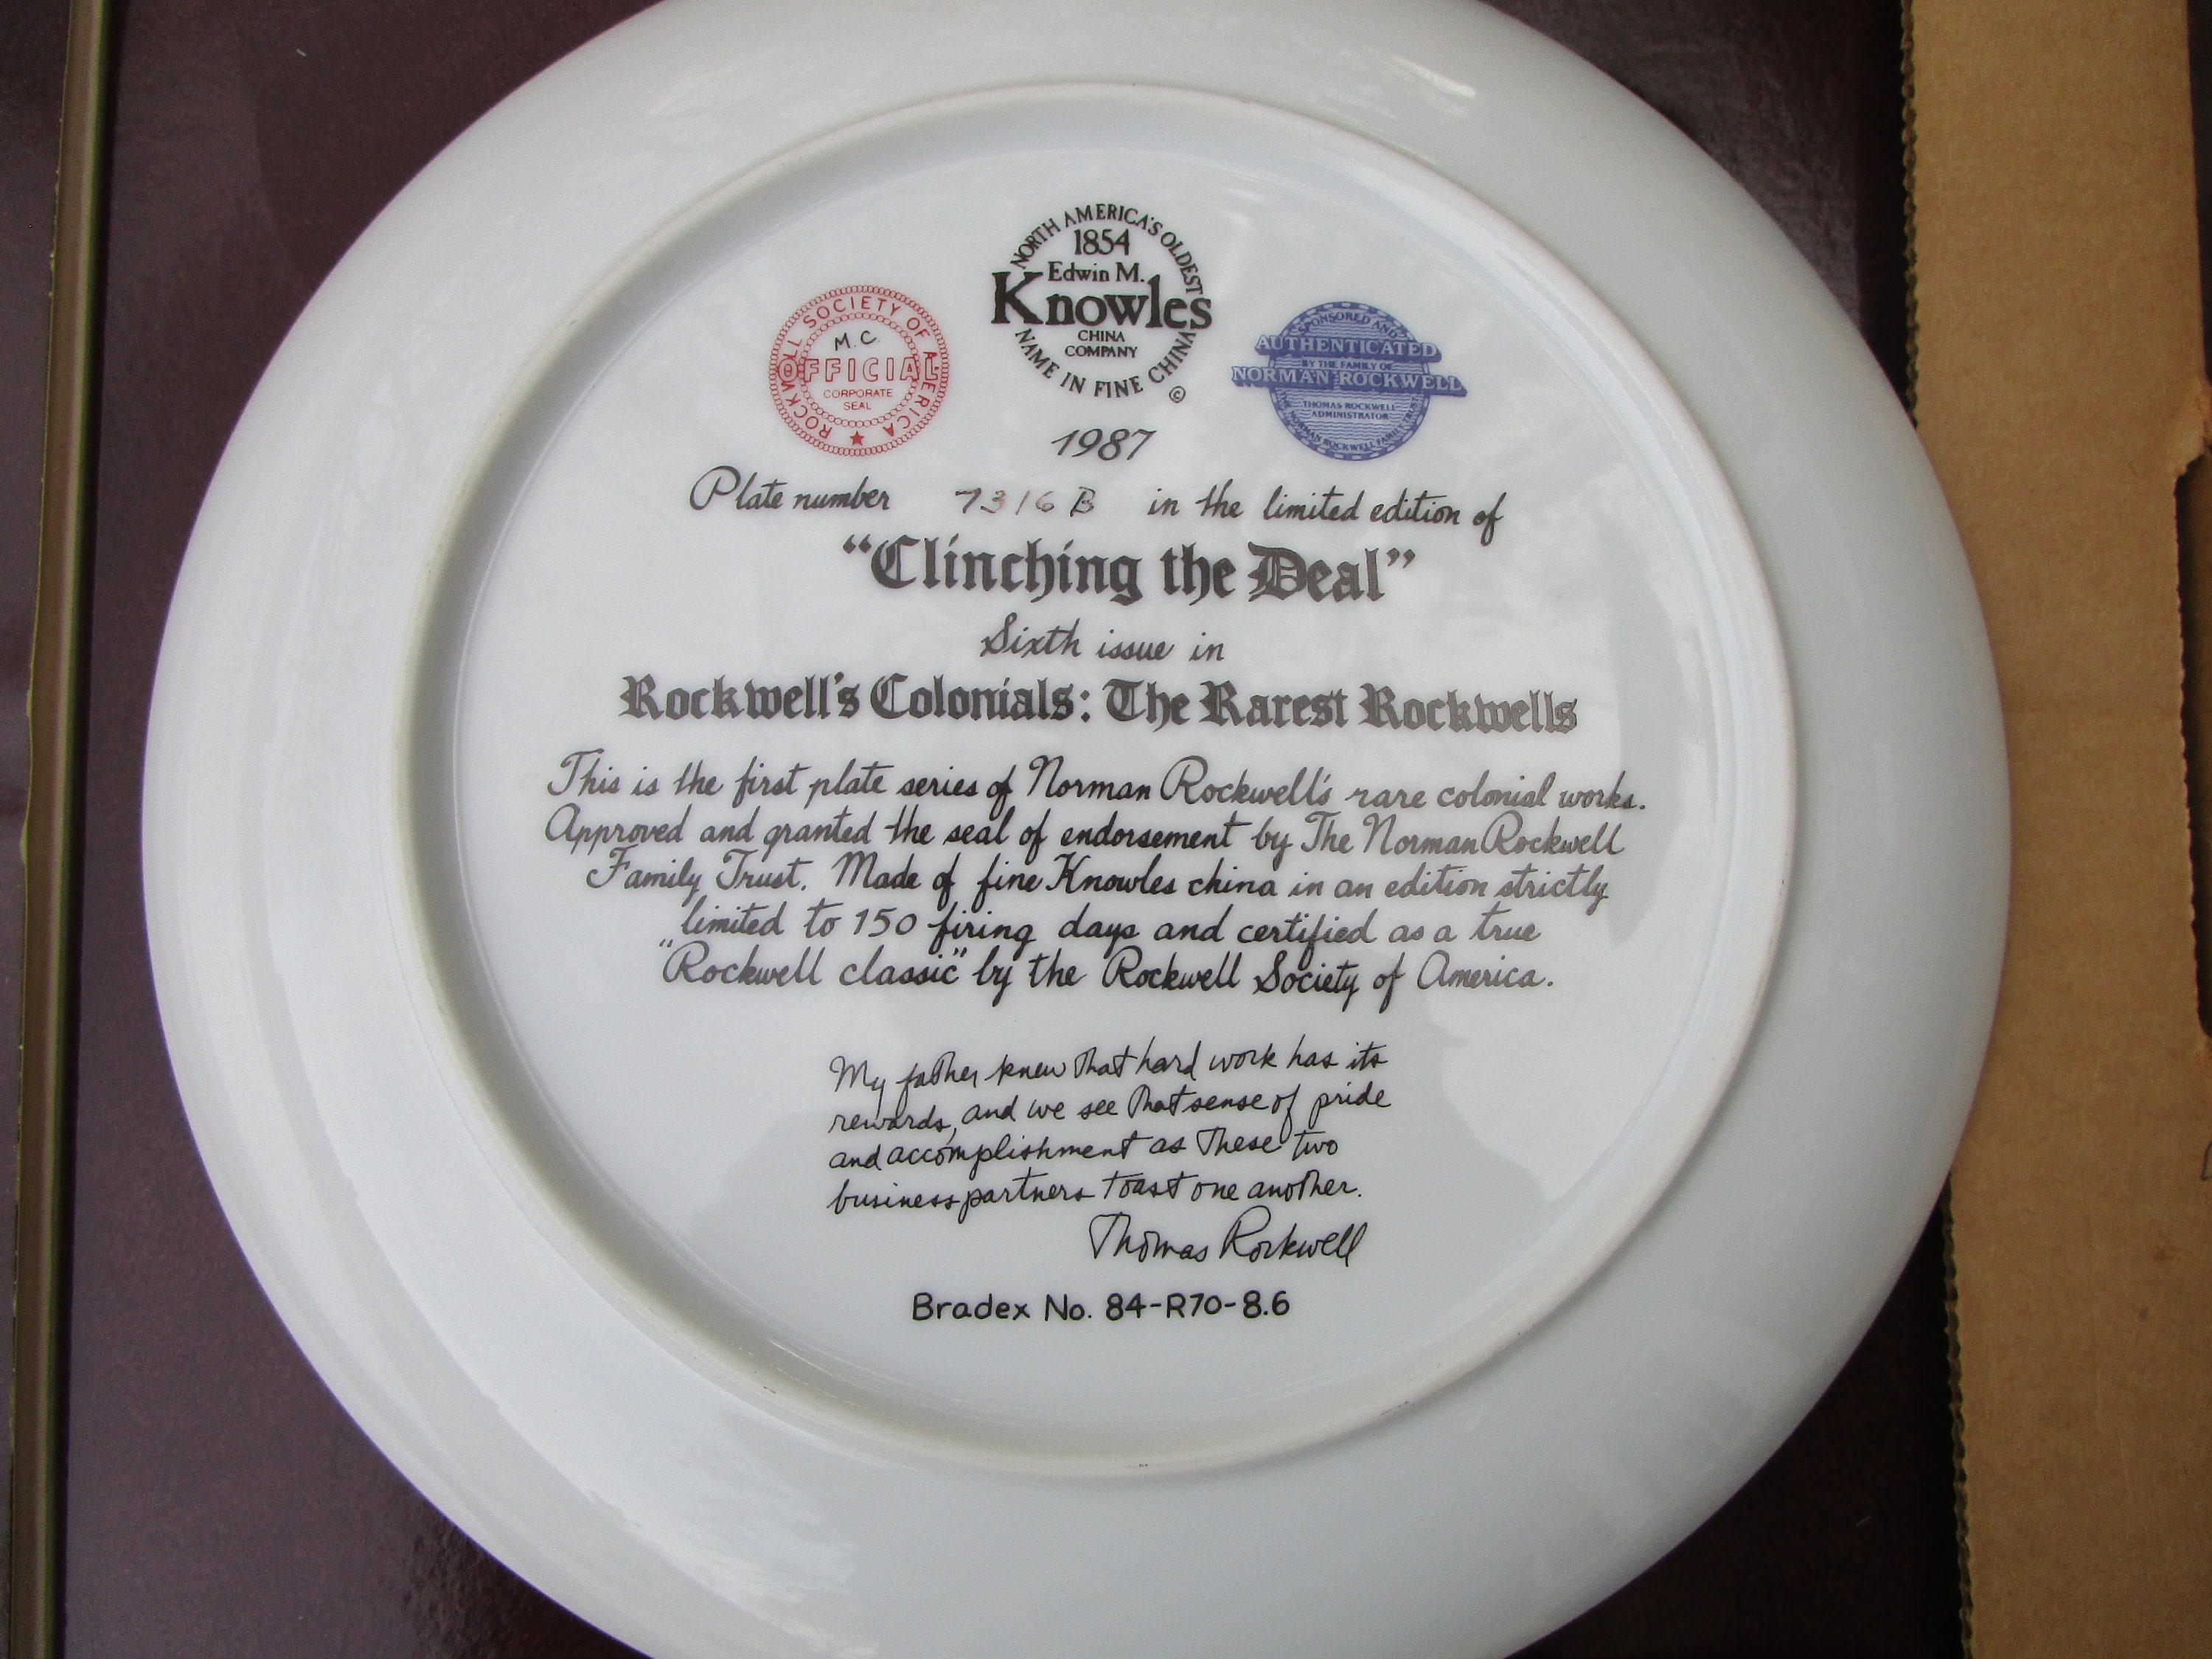 NORTH AMERICA'S OLDEST
1854
Edwin M.
Knowles
CHINA
COMPANY
NAME IN FINE CHINA
©
ROCKWELL SOCIETY OF AMERICA
M.C.
OFFICIAL
CORPORATE
SEAL
SPONSORED AND
AUTHENTICATED
BY THE FAMILY OF
NORMAN ROCKWELL
THOMAS ROCKWELL
ADMINISTRATOR
THE NORMAN ROCKWELL FAMILY TRUST
1987
Plate number 7316 B in the limited edition of
"Clinching the Deal"
Sixth issue in
Rockwell's Colonials: The Rarest Rockwells
This is the first plate series of Norman Rockwell's rare colonial works.
Approved and granted the seal of endorsement by The Norman Rockwell
Family Trust. Made of fine Knowles china in an edition strictly
limited to 150 firing days and certified as a true
"Rockwell classic" by the Rockwell Society of America.
My father knew that hard work has its
rewards, and we see that sense of pride
and accomplishment as these two
business partners toast one another.
Thomas Rockwell
Bradex No. 84-R70-8.6